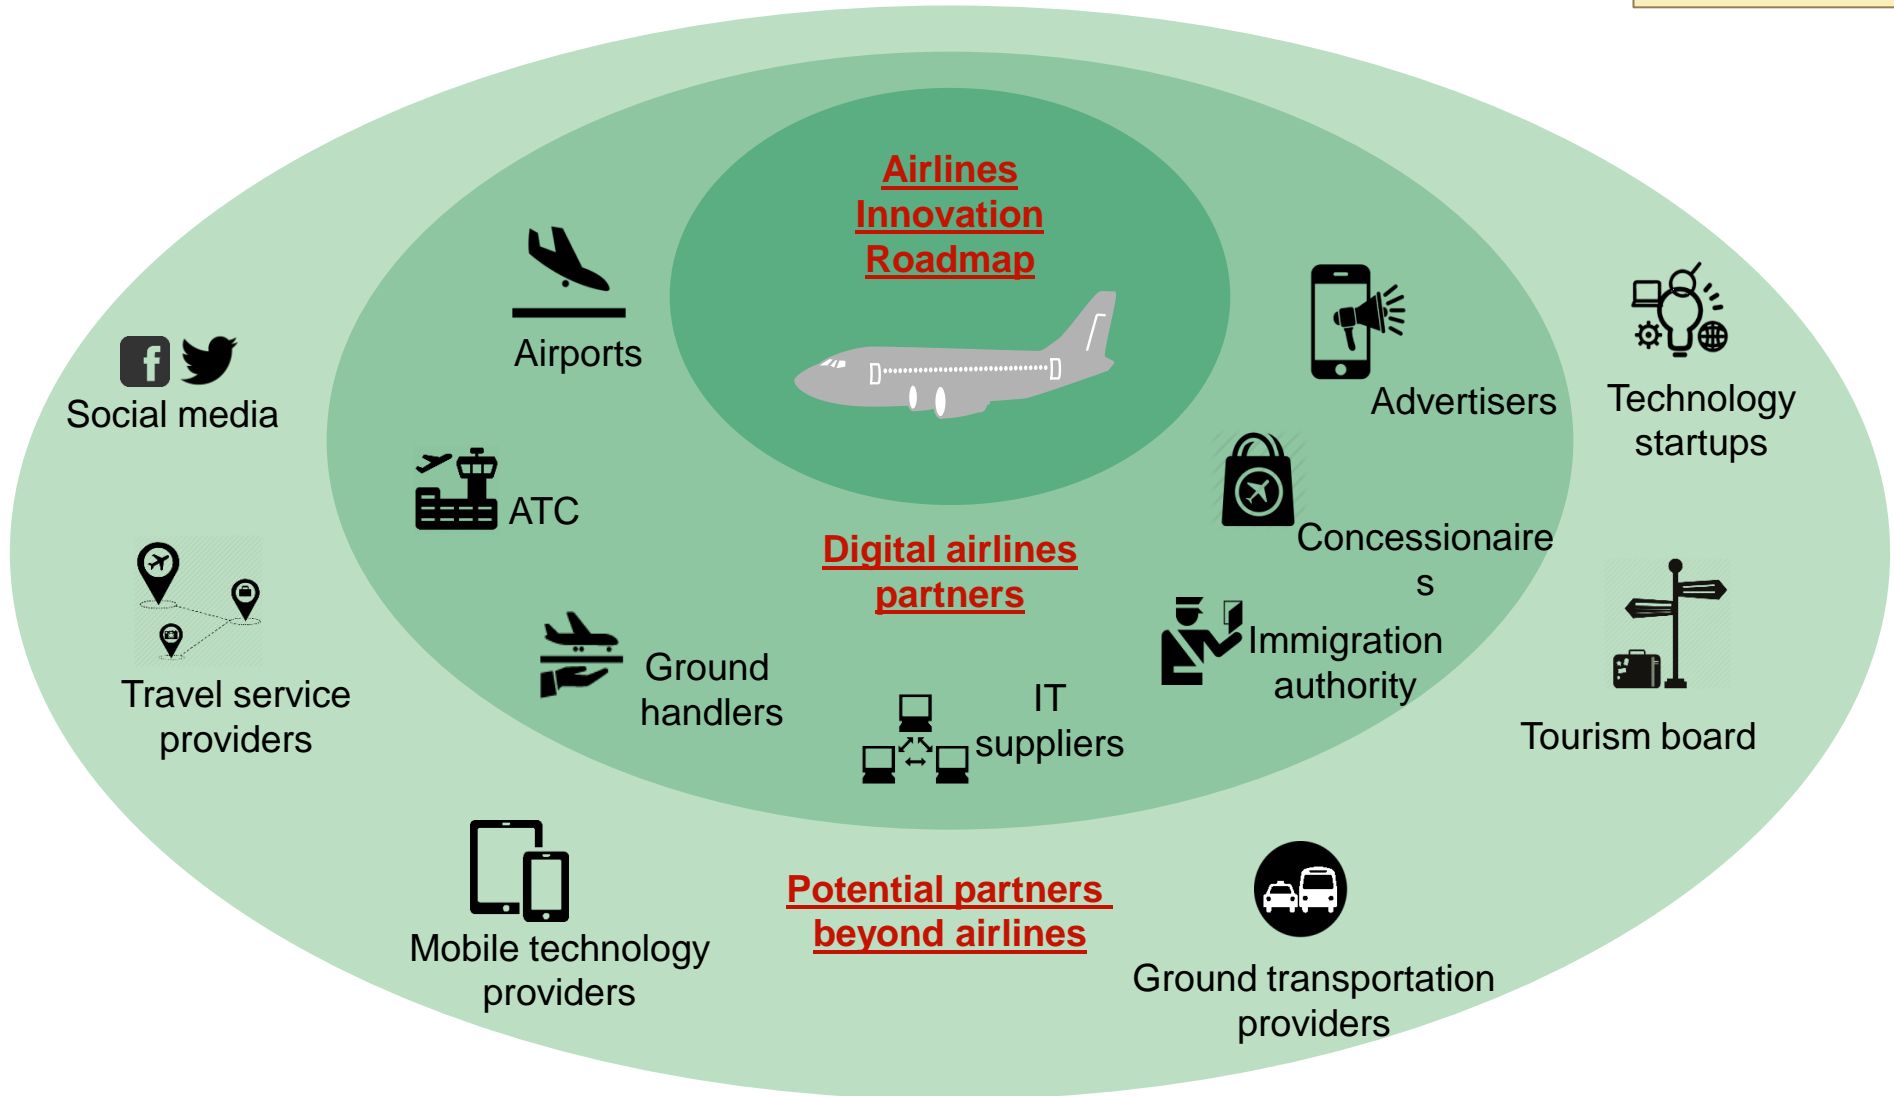 Airlines
Innovation
Roadmap
Airports
Advertisers
Social media
Technology
startups
ATC
Concessionaire
s
Digital airlines
partners
Immigration
authority
Ground
handlers
IT
suppliers
Travel service
providers
Tourism board
Potential partners
beyond airlines
Mobile technology
providers
Ground transportation
providers